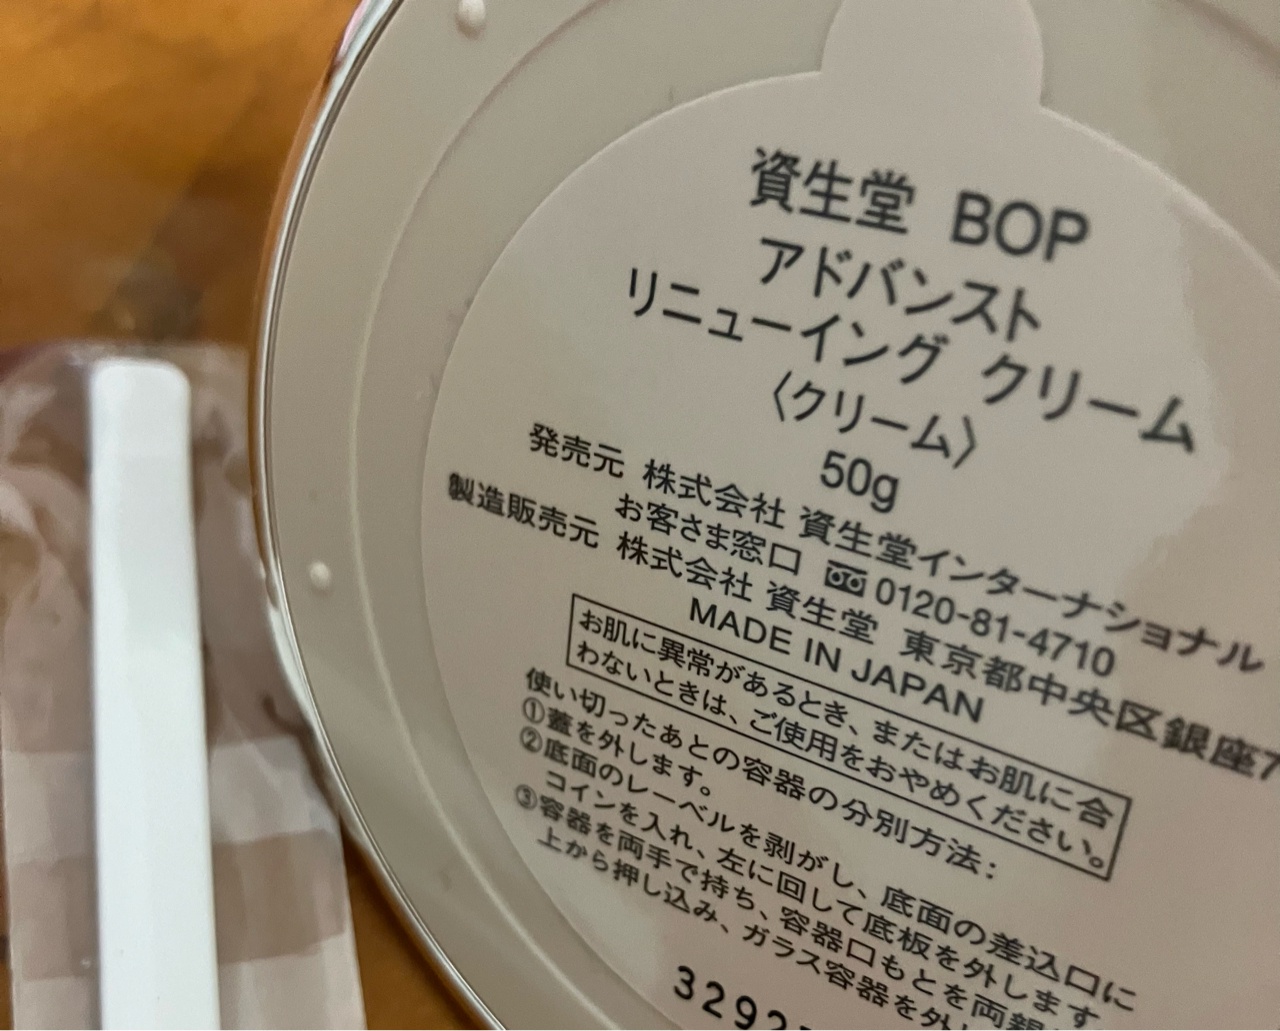 資生堂 BOP
アドバンスト
リニューイング クリーム
〈クリーム〉
50g
発売元 株式会社 資生堂インターナショナル
お客さま窓口 0120-81-4710
製造販売元 株式会社 資生堂 東京都中央区銀座7
MADE IN JAPAN
お肌に異常があるとき、またはお肌に合
わないときは、ご使用をおやめください。
使い切ったあとの容器の分別方法：
①蓋を外します。
②底面のレーベルを剥がし、底面の差込口に
コインを入れ、左に回して底板を外します
③容器を両手で持ち、容器口もとを両親
上から押し込み、ガラス容器を外し
3292